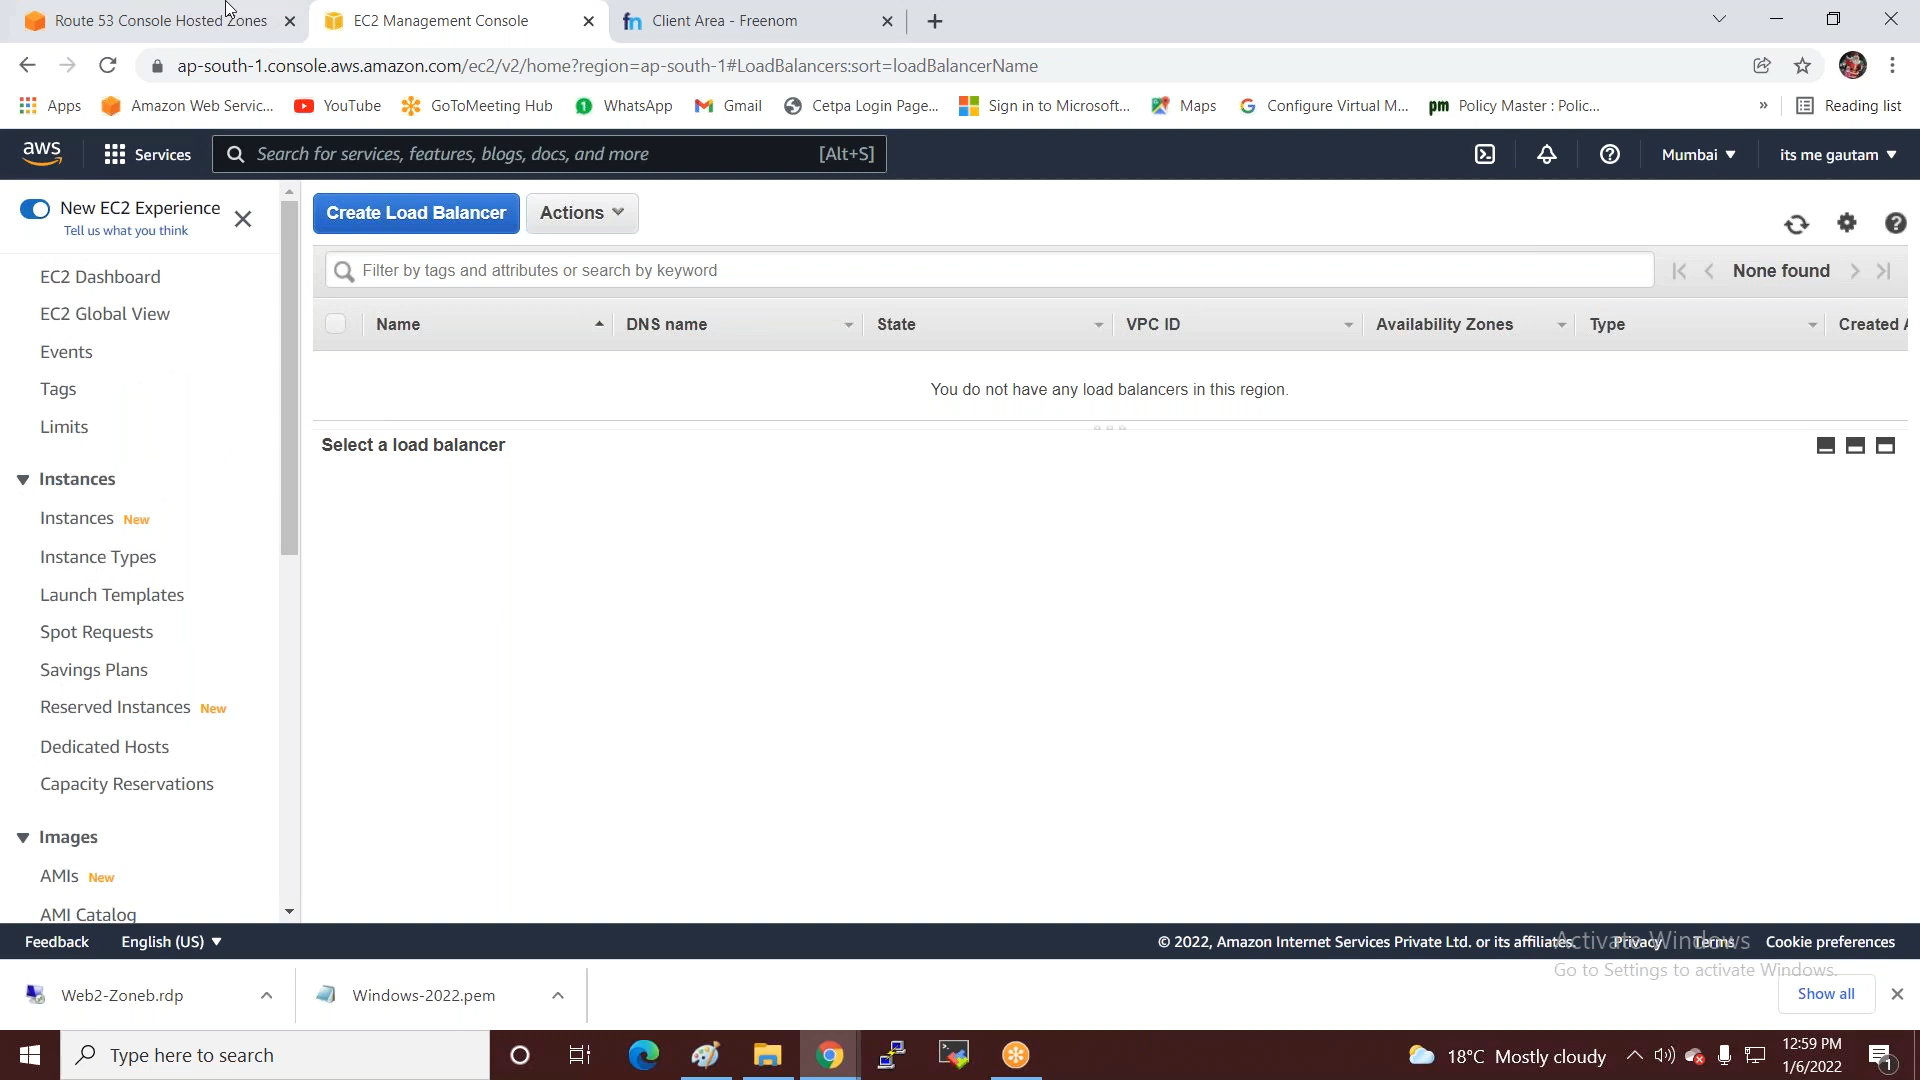 Route 53 Console Hosted Zones
EC2 Management Console
fn Client Area - Freenom
ap-south-1.console.aws.amazon.com/ec2/v2/home?region=ap-south-1#LoadBalancers:sort=loadBalancerName
Apps
Amazon Web Servic...
YouTube
GoToMeeting Hub
1 WhatsApp
Gmail
Cetpa Login Page...
Sign in to Microsoft...
Maps
G Configure Virtual M...
pm Policy Master : Polic...
»
Reading list
aws
Services
Search for services, features, blogs, docs, and more [Alt+S]
Mumbai
its me gautam
New EC2 Experience
Tell us what you think
EC2 Dashboard
EC2 Global View
Events
Tags
Limits
Instances
Instances New
Instance Types
Launch Templates
Spot Requests
Savings Plans
Reserved Instances New
Dedicated Hosts
Capacity Reservations
Images
AMIs New
AMI Catalog
Create Load Balancer
Actions
Filter by tags and attributes or search by keyword
None found
Name
DNS name
State
VPC ID
Availability Zones
Type
Created A
You do not have any load balancers in this region.
Select a load balancer
Feedback
English (US)
© 2022, Amazon Internet Services Private Ltd. or its affiliates.
Privacy
Terms
Cookie preferences
Activate Windows
Go to Settings to activate Windows.
Web2-Zoneb.rdp
Windows-2022.pem
Show all
Type here to search
18°C Mostly cloudy
12:59 PM
1/6/2022
1